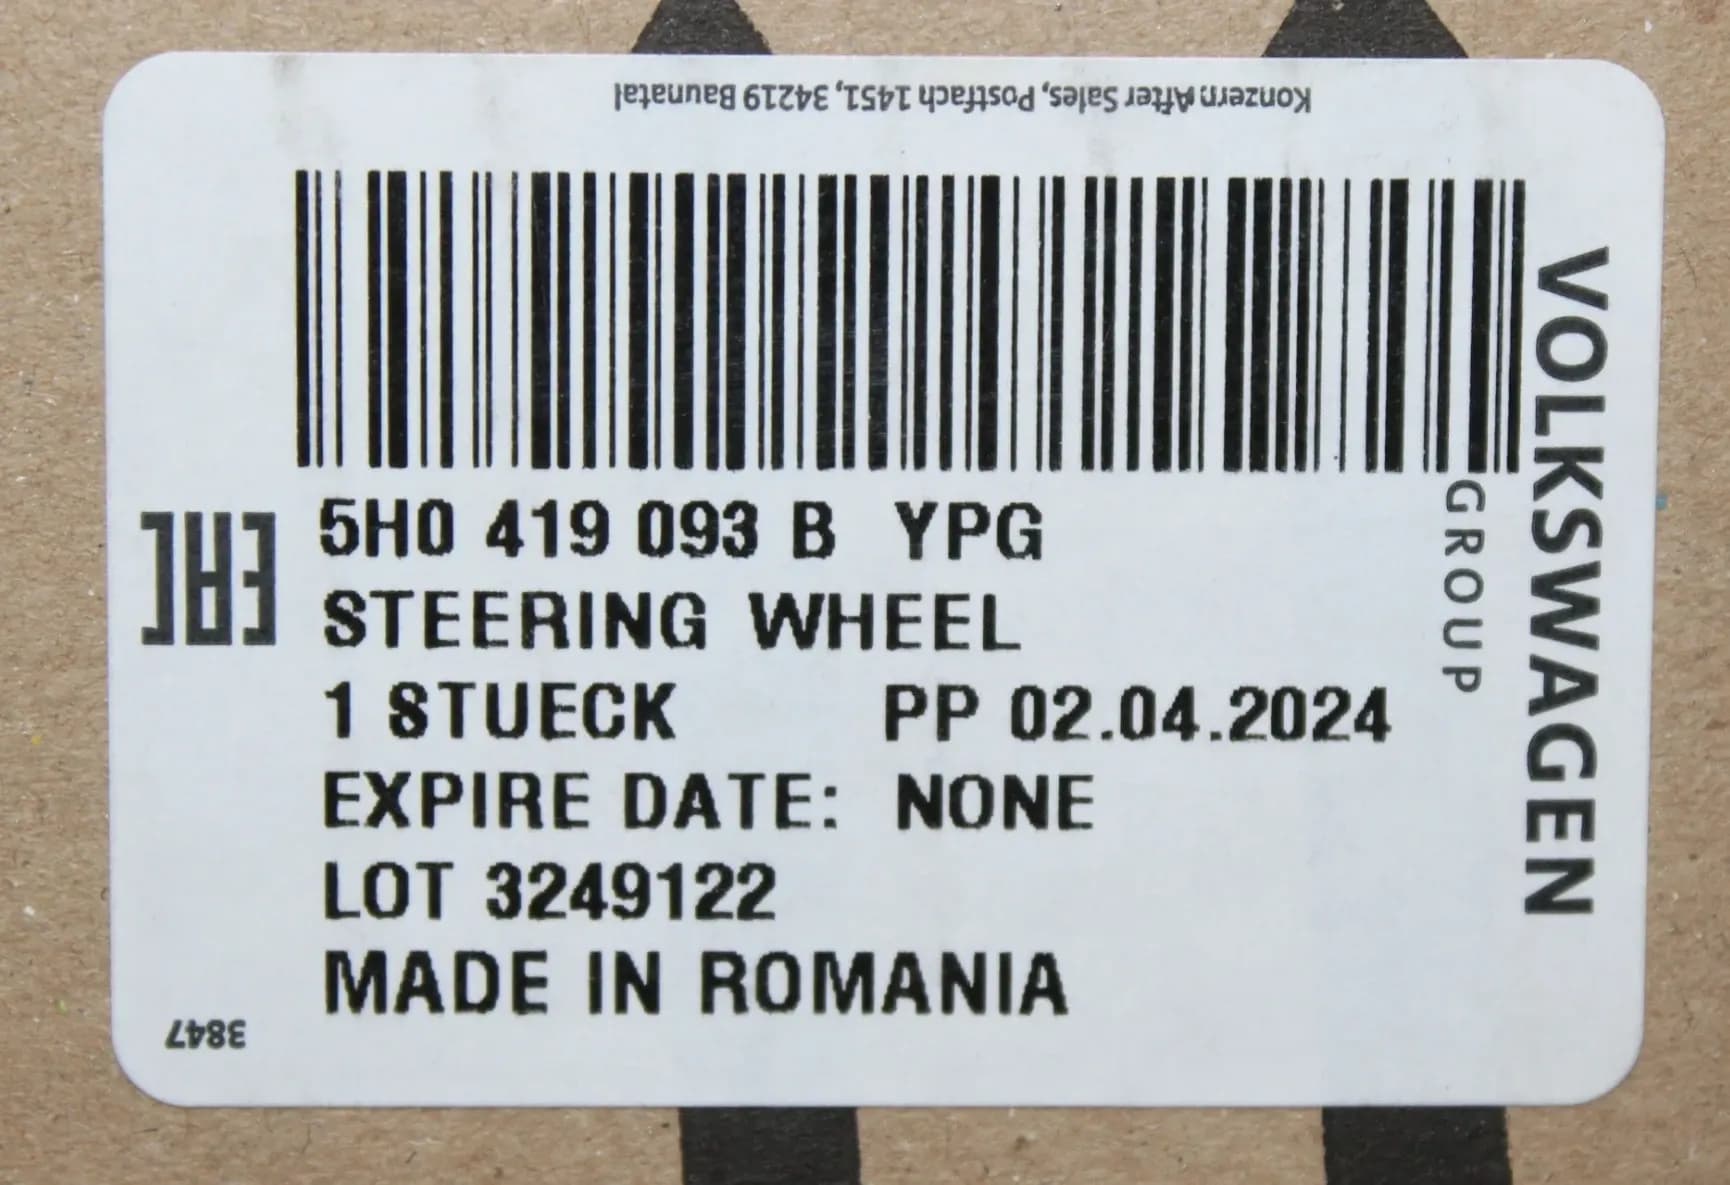 Konzern After Sales, Postfach 1451, 34219 Baunatal
5H0 419 093 B YPG
STEERING WHEEL
1 STUECK PP 02.04.2024
EXPIRE DATE: NONE
LOT 3249122
MADE IN ROMANIA
VOLKSWAGEN
GROUP
EAC
3847